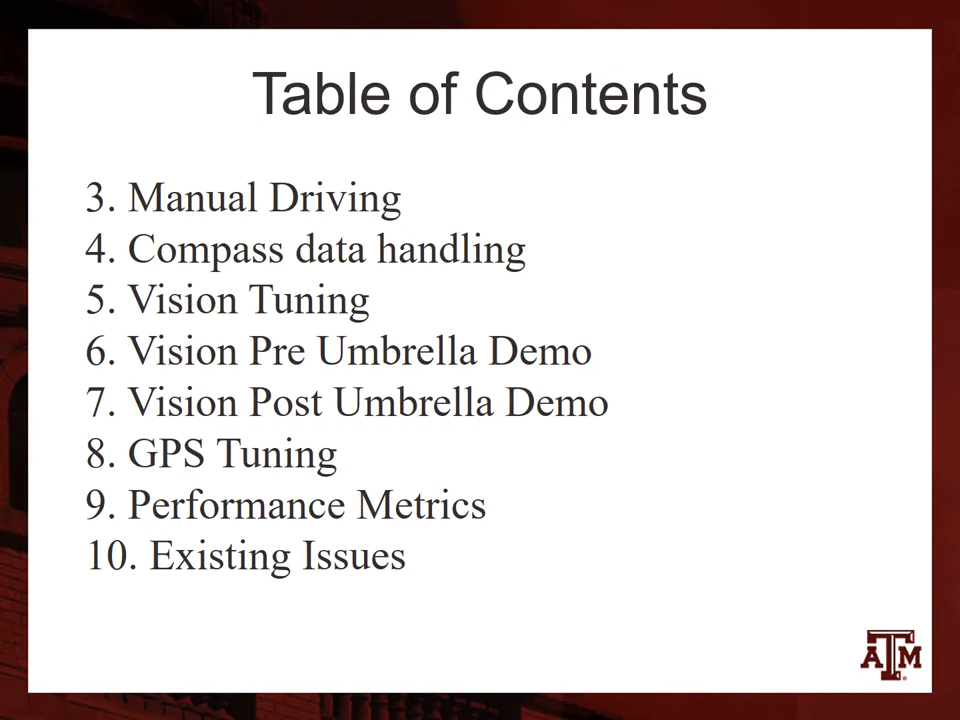 Table of Contents
3. Manual Driving
4. Compass data handling
5. Vision Tuning
6. Vision Pre Umbrella Demo
7. Vision Post Umbrella Demo
8. GPS Tuning
9. Performance Metrics
10. Existing Issues
ATM